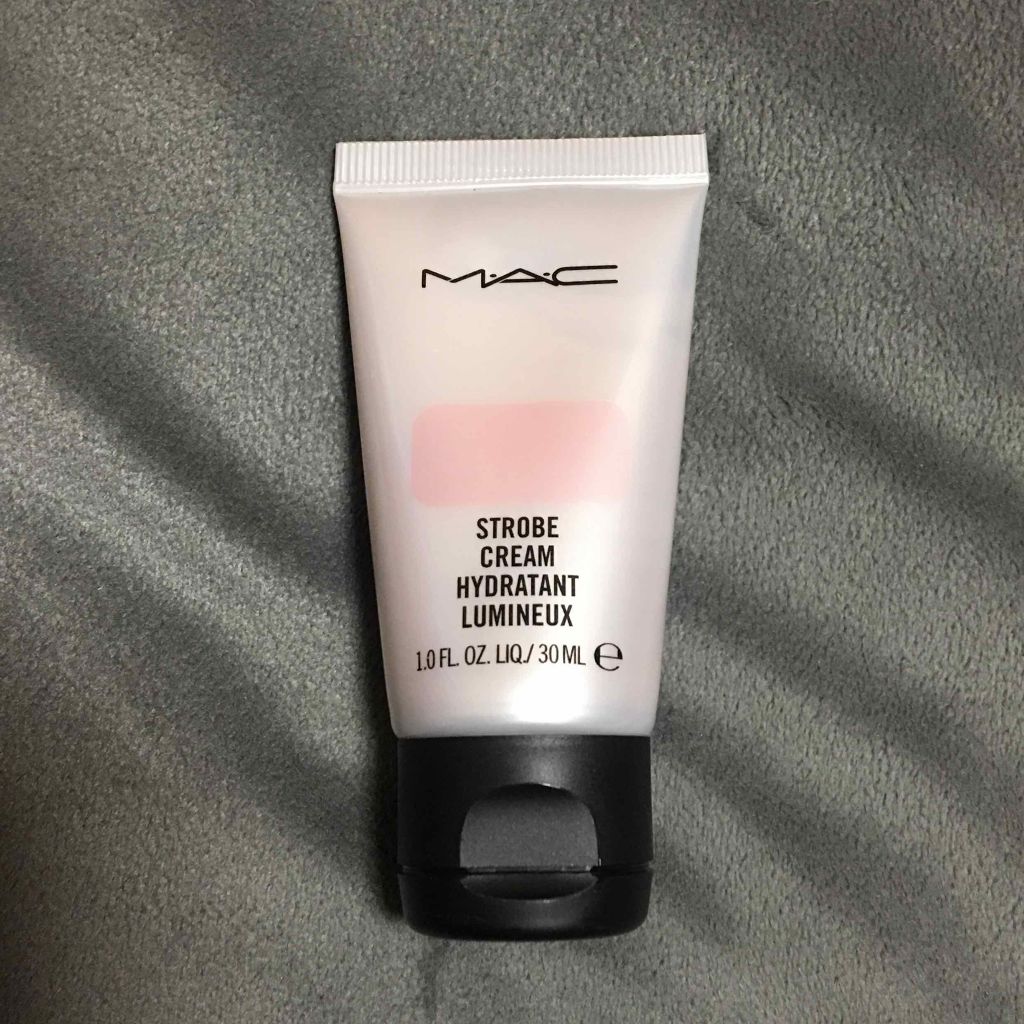 M·A·C
STROBE
CREAM
HYDRATANT
LUMINEUX
1.0 FL. OZ. LIQ./ 30 ML ℮